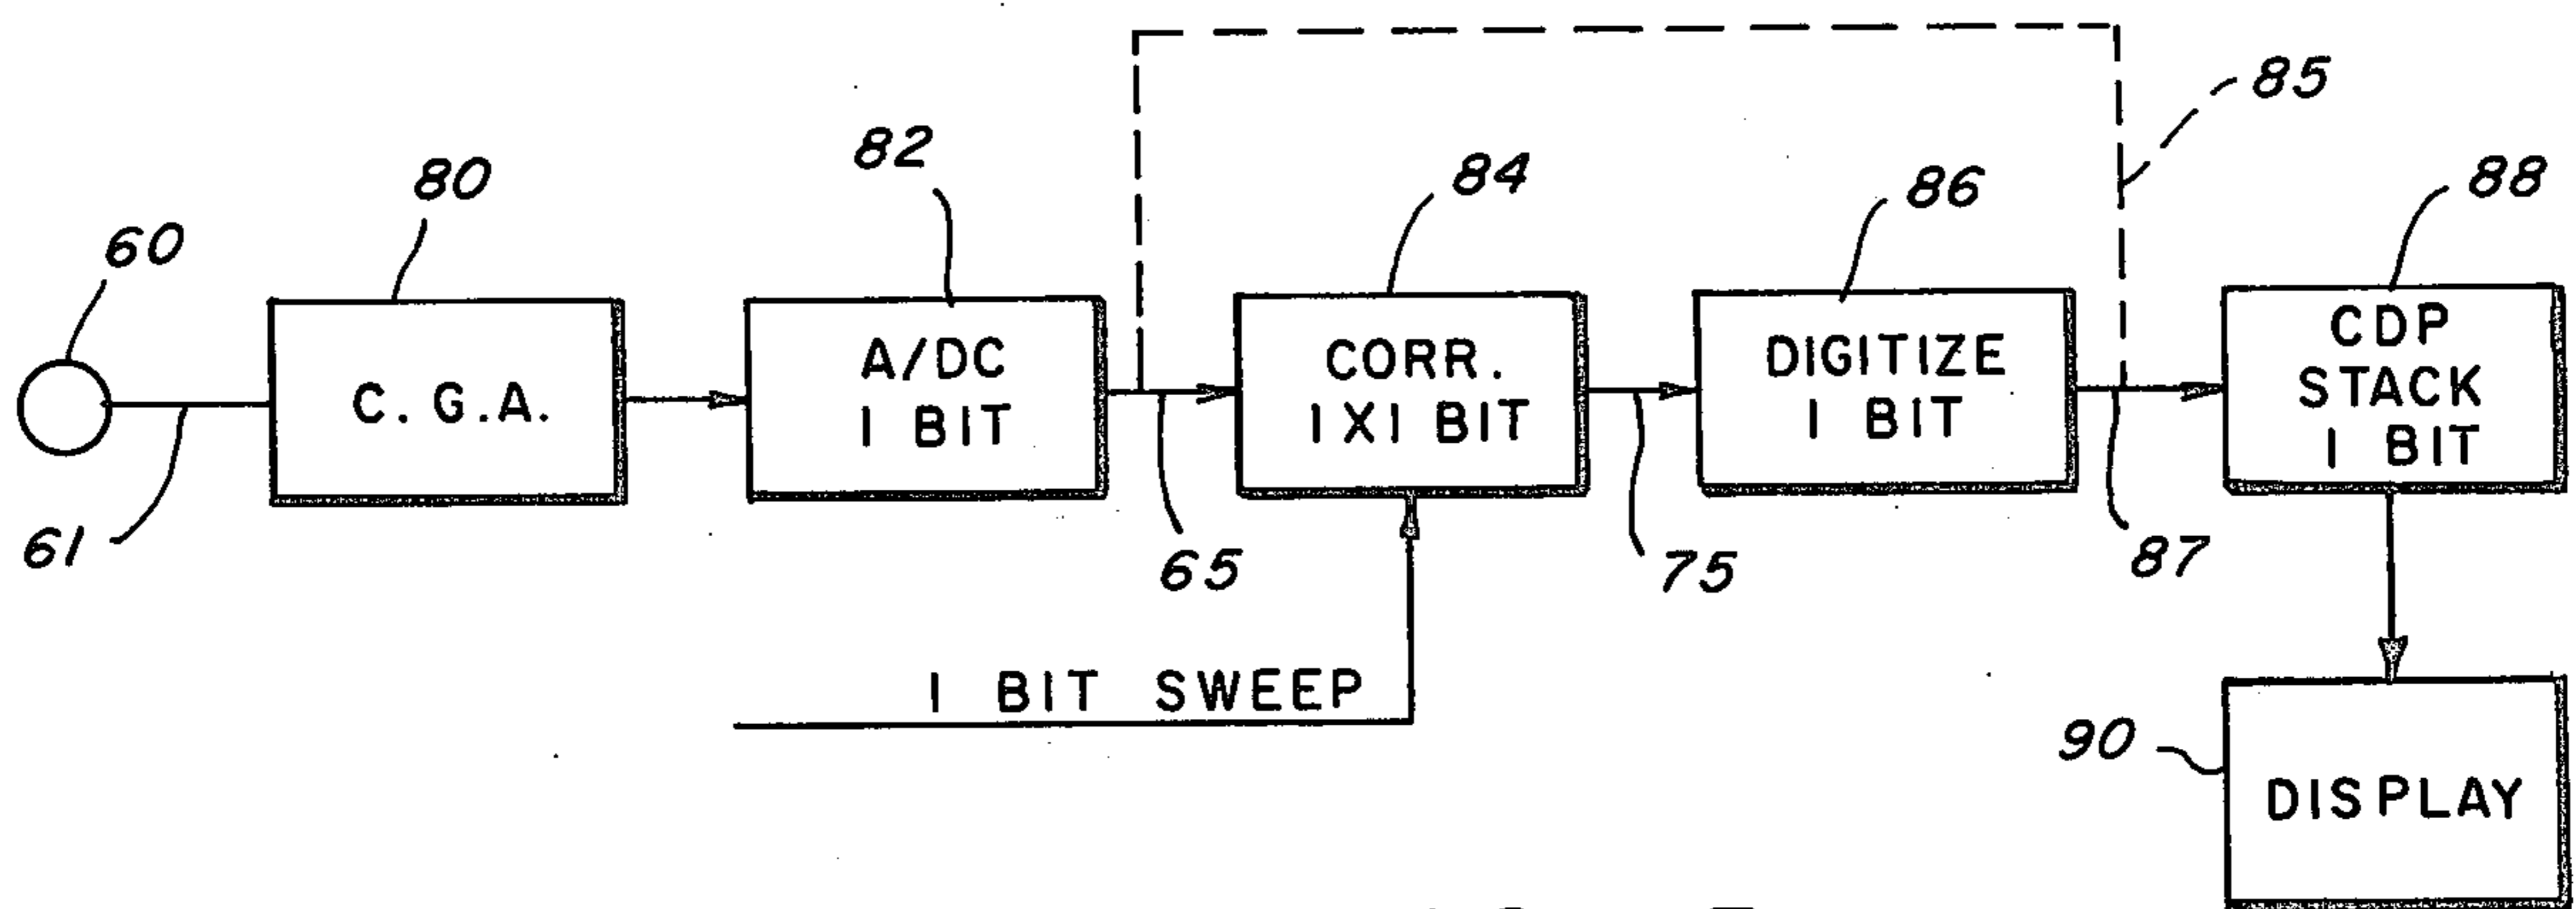 85
82
80
84
86
88
60
C.G.A.
A/DC
1 BIT
CORR.
1X1 BIT
DIGITIZE
1 BIT
CDP
STACK
1 BIT
61
65
75
87
1 BIT SWEEP
90
DISPLAY